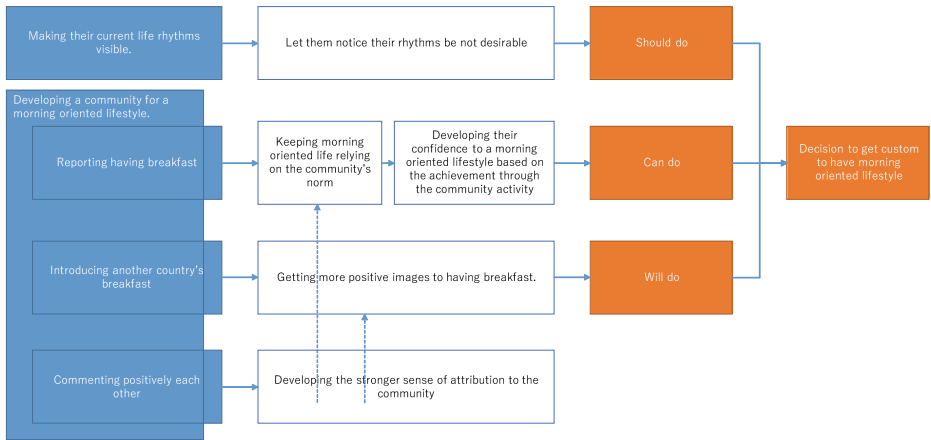 Making their current life rhythms
visible.
Let them notice their rhythms be not desirable
Should do
Developing a community for a
morning oriented lifestyle.
Reporting having breakfast
Keeping morning
oriented life relying
on the community's
norm
Developing their
confidence to a morning
oriented lifestyle based on
the achievement through
the community activity
Can do
Decision to get custom
to have morning
oriented lifestyle
Introducing another country's
breakfast
Getting more positive images to having breakfast.
Will do
Commenting positively each
other
Developing the stronger sense of attribution to the
community